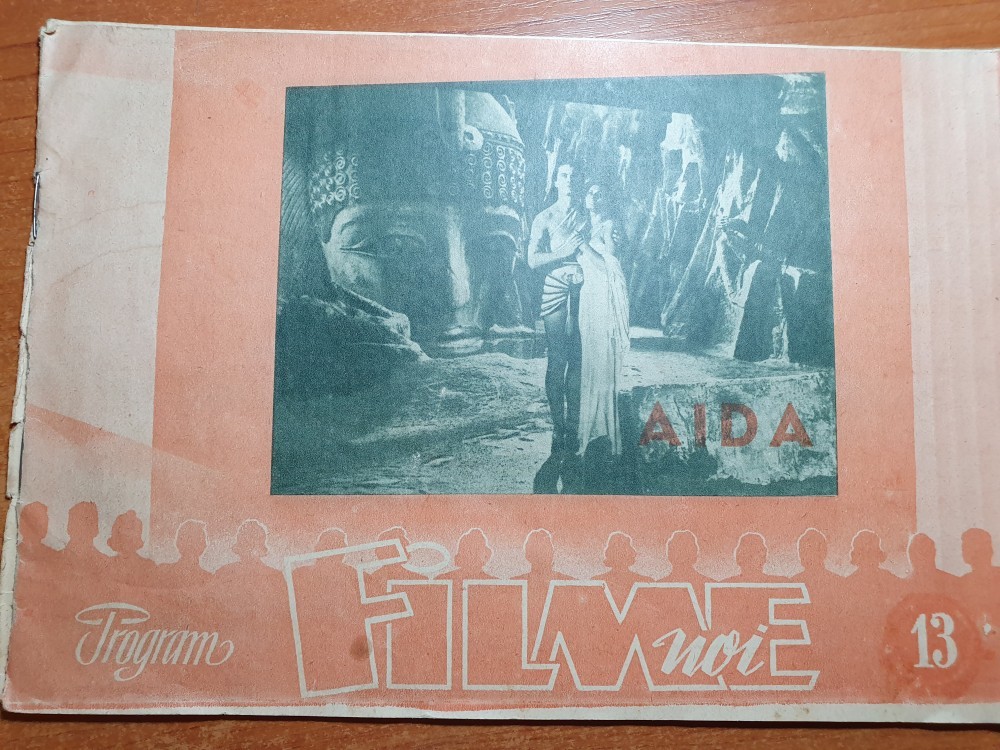 AIDA
Program
FILME
noi
13